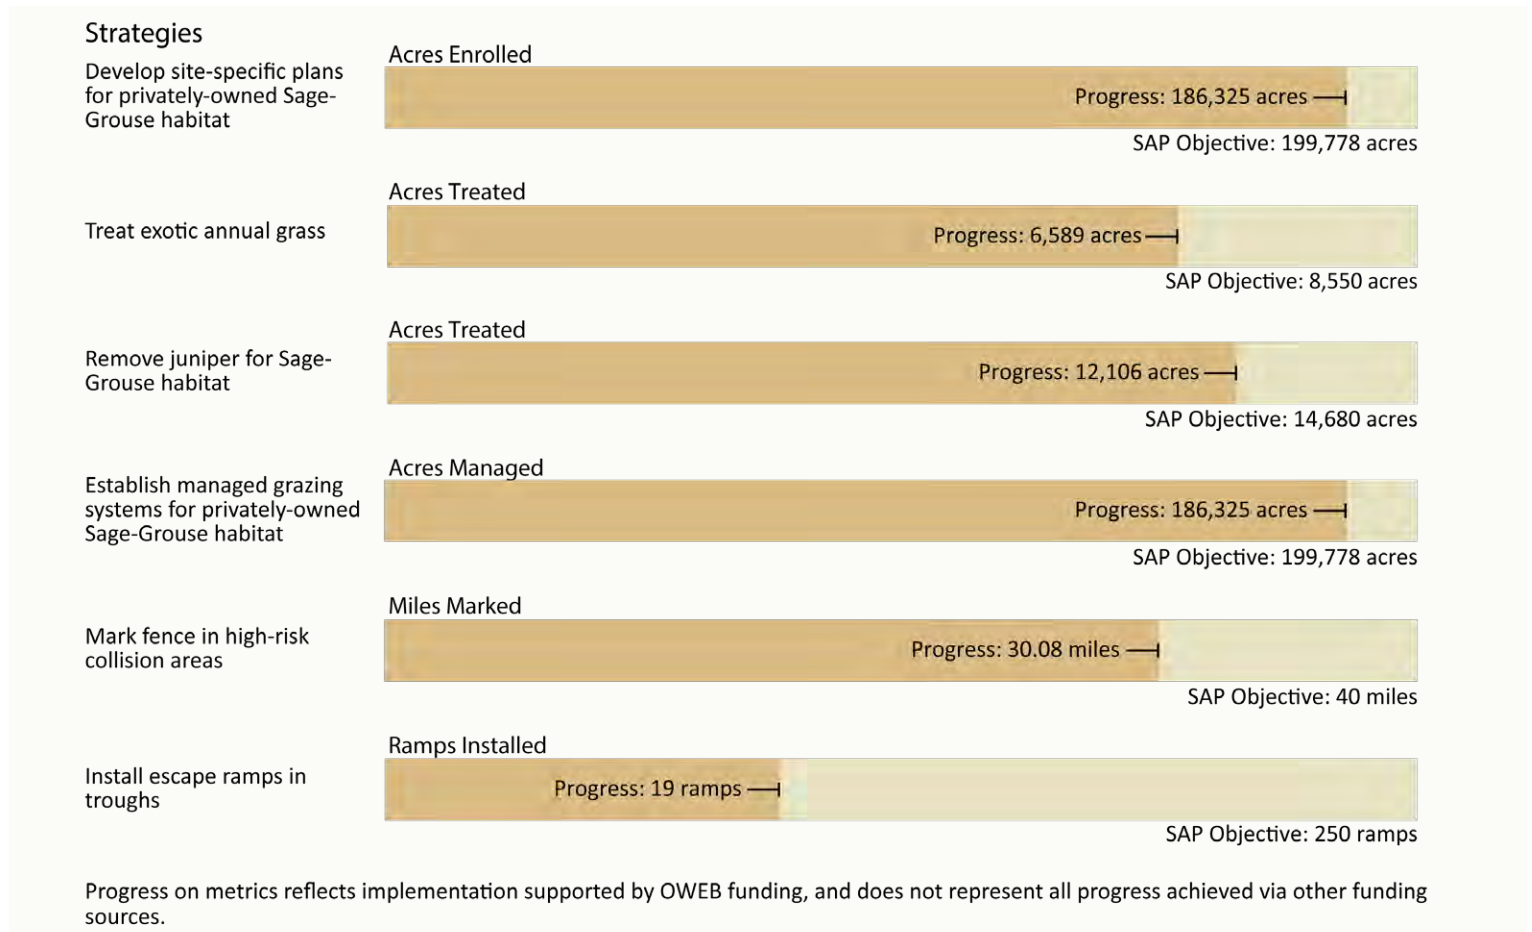 Strategies
Develop site-specific plans
for privately-owned Sage-
Grouse habitat
Acres Enrolled
Progress: 186,325 acres
SAP Objective: 199,778 acres
Treat exotic annual grass
Acres Treated
Progress: 6,589 acres
SAP Objective: 8,550 acres
Remove juniper for Sage-
Grouse habitat
Acres Treated
Progress: 12,106 acres
SAP Objective: 14,680 acres
Establish managed grazing
systems for privately-owned
Sage-Grouse habitat
Acres Managed
Progress: 186,325 acres
SAP Objective: 199,778 acres
Mark fence in high-risk
collision areas
Miles Marked
Progress: 30.08 miles
SAP Objective: 40 miles
Install escape ramps in
troughs
Ramps Installed
Progress: 19 ramps
SAP Objective: 250 ramps
Progress on metrics reflects implementation supported by OWEB funding, and does not represent all progress achieved via other funding
sources.